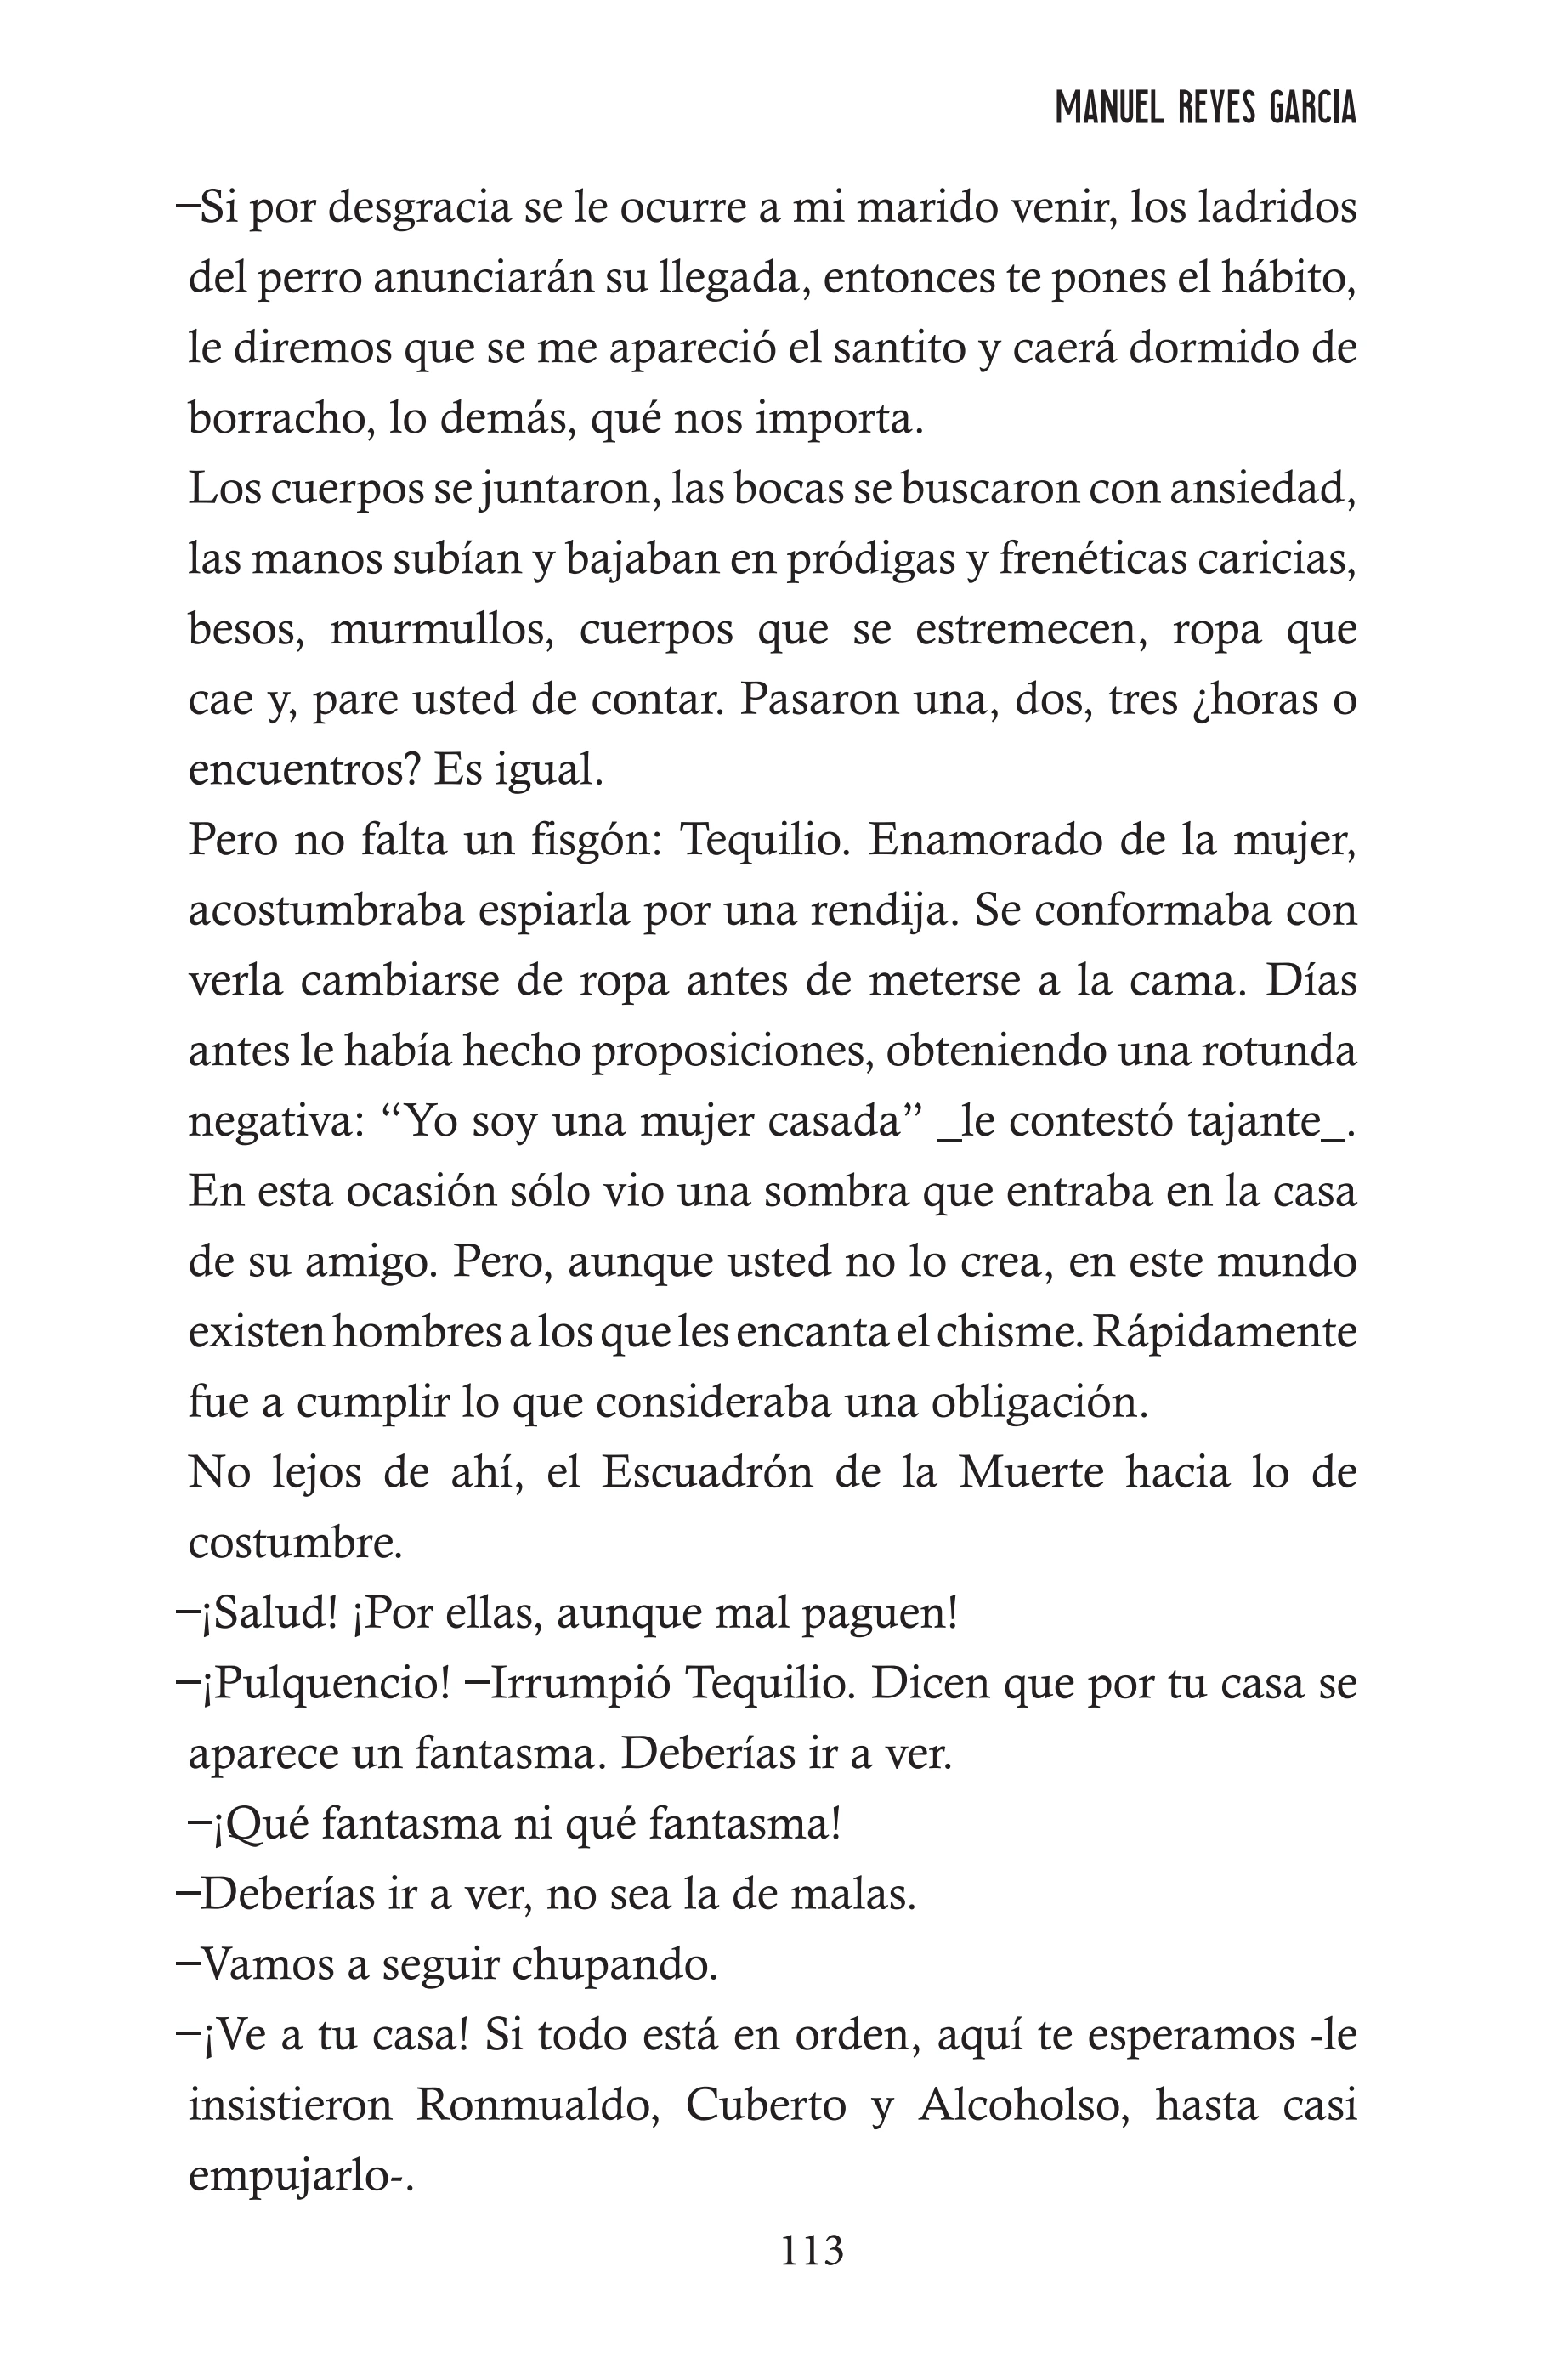 MANUEL REYES GARCIA
–Si por desgracia se le ocurre a mi marido venir, los ladridos
del perro anunciarán su llegada, entonces te pones el hábito,
le diremos que se me apareció el santito y caerá dormido de
borracho, lo demás, qué nos importa.
Los cuerpos se juntaron, las bocas se buscaron con ansiedad,
las manos subían y bajaban en pródigas y frenéticas caricias,
besos, murmullos, cuerpos que se estremecen, ropa que
cae y, pare usted de contar. Pasaron una, dos, tres ¿horas o
encuentros? Es igual.
Pero no falta un fisgón: Tequilio. Enamorado de la mujer,
acostumbraba espiarla por una rendija. Se conformaba con
verla cambiarse de ropa antes de meterse a la cama. Días
antes le había hecho proposiciones, obteniendo una rotunda
negativa: “Yo soy una mujer casada” _le contestó tajante_.
En esta ocasión sólo vio una sombra que entraba en la casa
de su amigo. Pero, aunque usted no lo crea, en este mundo
existen hombres a los que les encanta el chisme. Rápidamente
fue a cumplir lo que consideraba una obligación.
No lejos de ahí, el Escuadrón de la Muerte hacia lo de
costumbre.
–¡Salud! ¡Por ellas, aunque mal paguen!
–¡Pulquencio! –Irrumpió Tequilio. Dicen que por tu casa se
aparece un fantasma. Deberías ir a ver.
–¡Qué fantasma ni qué fantasma!
–Deberías ir a ver, no sea la de malas.
–Vamos a seguir chupando.
–¡Ve a tu casa! Si todo está en orden, aquí te esperamos -le
insistieron Ronmualdo, Cuberto y Alcoholso, hasta casi
empujarlo-.
113